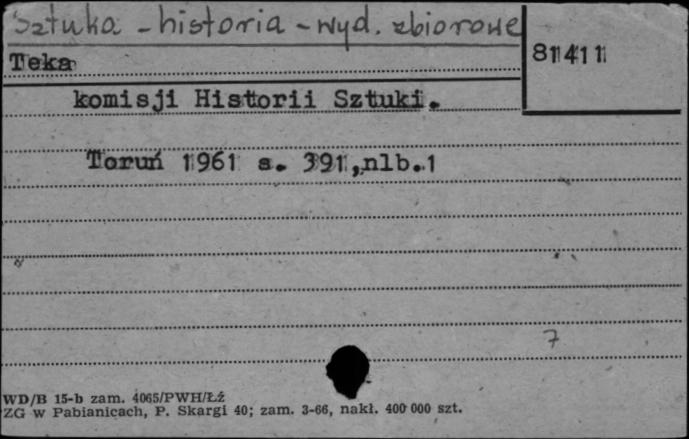 Sztuka - historia - wyd. zbiorowe
Teka
81411
komisji Historii Sztuki.
Toruń 1961 s. 391,nlb.1
7
WD/B 15-b zam. 4065/PWH/Łź
ZG w Pabianicach, P. Skargi 40; zam. 3-66, nakł. 400 000 szt.